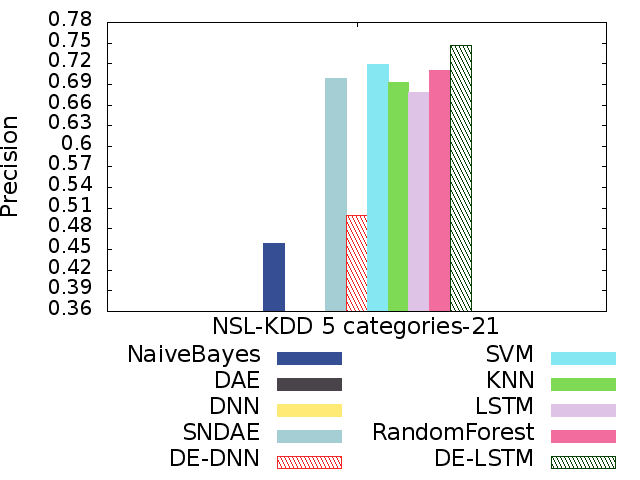 0.78
0.75
0.72
0.69
0.66
0.63
0.6
0.57
0.54
0.51
0.48
0.45
0.42
0.39
0.36
Precision
NSL-KDD 5 categories-21
NaiveBayes
DAE
DNN
SNDAE
DE-DNN
SVM
KNN
LSTM
RandomForest
DE-LSTM